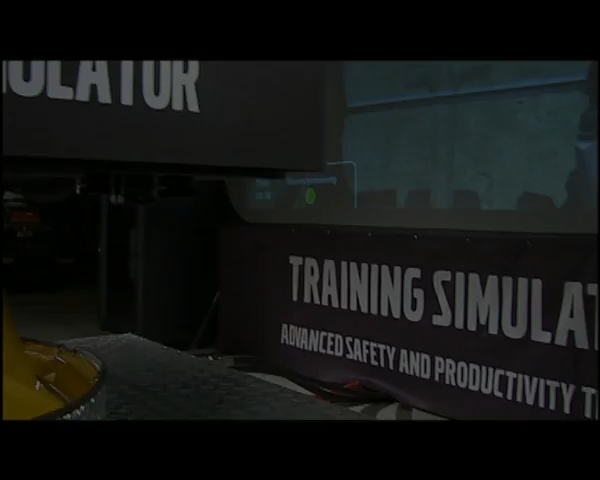 ULATOR
TRAINING SIMULAT
ADVANCED SAFETY AND PRODUCTIVITY T